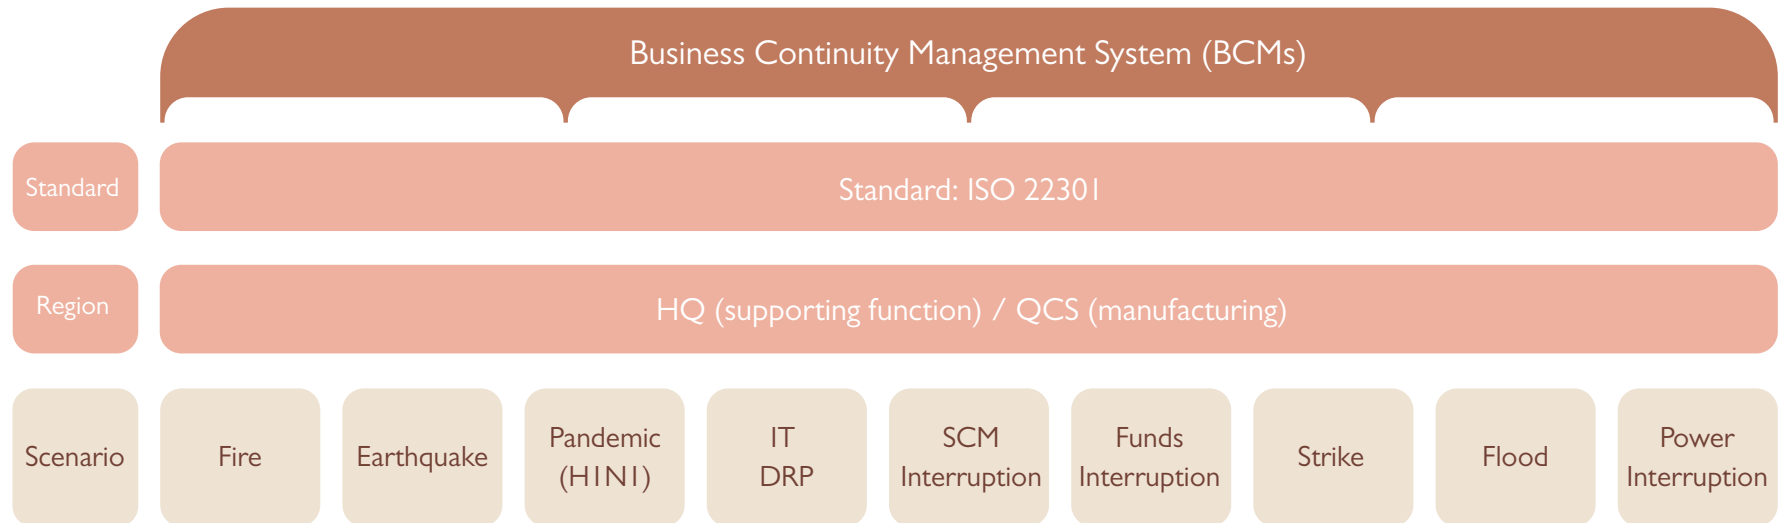 Business Continuity Management System (BCMs)
Standard
Standard: ISO 22301
Region
HQ (supporting function) / QCS (manufacturing)
Scenario
Fire
Earthquake
Pandemic
(H1N1)
IT
DRP
SCM
Interruption
Funds
Interruption
Strike
Flood
Power
Interruption